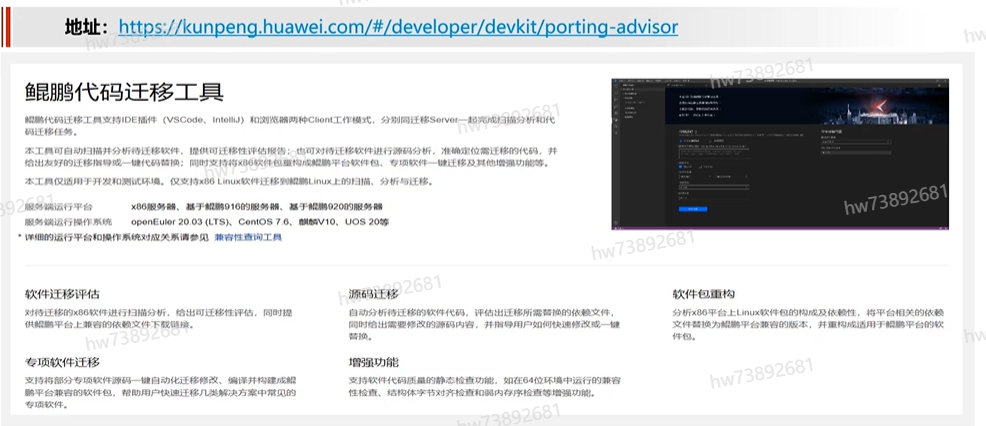 地址：https://kunpeng.huawei.com/#/developer/devkit/porting-advisor
鲲鹏代码迁移工具
鲲鹏代码迁移工具支持IDE插件（VSCode、IntelliJ）和浏览器两种Client工作模式，分别同迁移Server一起完成扫描分析和代
码迁移任务。
本工具可自动扫描并分析待迁移软件，提供可迁移性评估报告；也可对待迁移软件进行源码分析，准确定位需迁移的代码，并
给出友好的迁移指导或一键代码替换；同时支持将x86软件包重构成鲲鹏平台软件包、专项软件一键迁移及其他增强功能等。
本工具仅适用于开发和测试环境。仅支持x86 Linux软件迁移到鲲鹏Linux上的扫描、分析与迁移。
服务端运行平台 x86服务器、基于鲲鹏916的服务器、基于鲲鹏920的服务器
服务端运行操作系统 openEuler 20.03 (LTS)、CentOS 7.6、麒麟V10、UOS 20等
* 详细的运行平台和操作系统对应关系请参见 兼容性查询工具
软件迁移评估
对待迁移的x86软件进行扫描分析，给出可迁移性评估，同时提
供鲲鹏平台上兼容的依赖文件下载链接。
源码迁移
自动分析待迁移的软件代码，评估出迁移所需替换的依赖文件，
同时给出需要修改的源码内容，并指导用户如何快速修改或一键
替换。
软件包重构
分析x86平台上Linux软件包的构成及依赖性，将平台相关的依赖
文件替换为鲲鹏平台兼容的版本，并重构成适用于鲲鹏平台的软
件包。
专项软件迁移
支持将部分专项软件源码一键自动化迁移修改、编译并构建成鲲
鹏平台兼容的软件包，帮助用户快速迁移几类解决方案中常见的
专项软件。
增强功能
支持软件代码质量的静态检查功能，如在64位环境中运行的兼容
性检查、结构体字节对齐检查和弱内存序检查等增强功能。
hw73892681
hw73892681
hw73892681
hw73892681
hw73892681
hw73892681
hw73892681
hw73892681
hw73892681
hw73892681